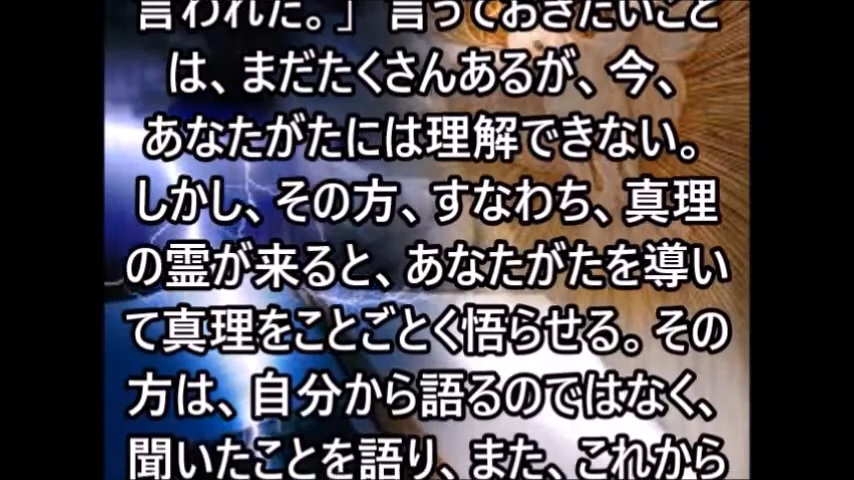 言われた。」 言っておきたいこと
は、まだたくさんあるが、今、
あなたがたには理解できない。
しかし、その方、すなわち、真理
の霊が来ると、あなたがたを導い
て真理をことごとく悟らせる。その
方は、自分から語るのではなく、
聞いたことを語り、また、これから